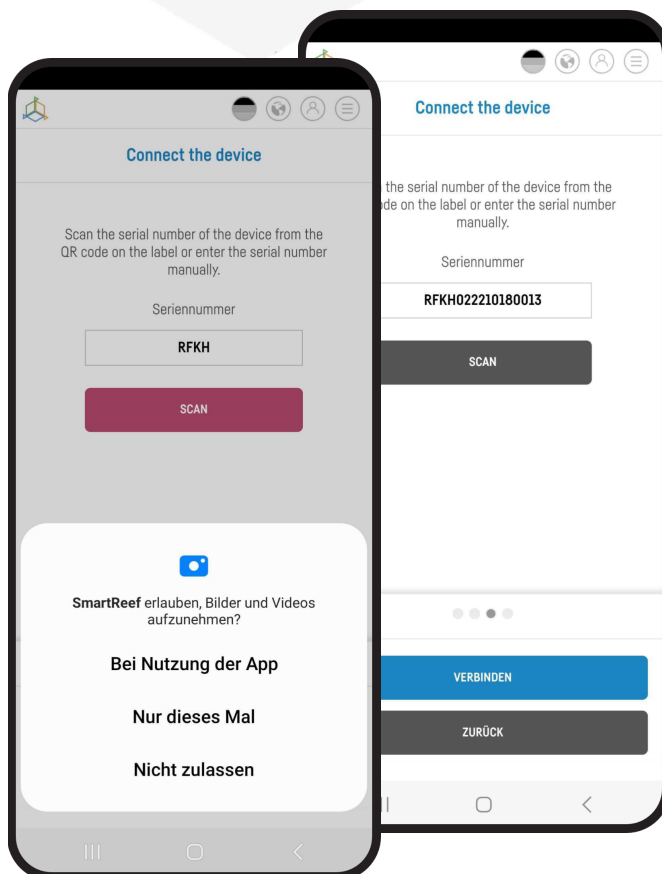 Connect the device
Scan the serial number of the device from the
QR code on the label or enter the serial number
manually.
Seriennummer
RFKH
SCAN
SmartReef erlauben, Bilder und Videos
aufzunehmen?
Bei Nutzung der App
Nur dieses Mal
Nicht zulassen
Connect the device
the serial number of the device from the
on the label or enter the serial number
manually.
Seriennummer
RFKH022210180013
SCAN
VERBINDEN
ZURÜCK